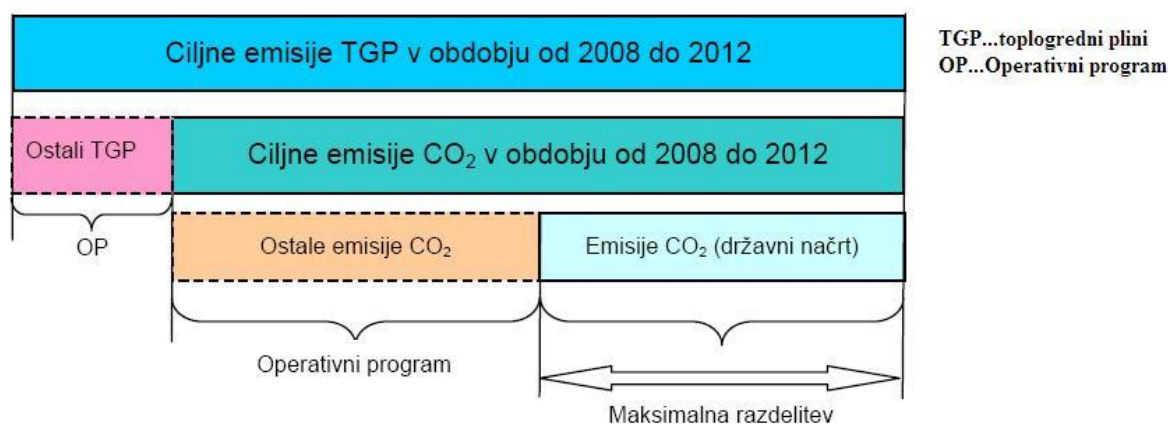 Ciljne emisije TGP v obdobju od 2008 do 2012
TGP...toplogredni plini
OP...Operativni program
Ostali TGP
Ciljne emisije CO₂ v obdobju od 2008 do 2012
OP
Ostale emisije CO₂
Emisije CO₂ (državni načrt)
Operativni program
Maksimalna razdelitev